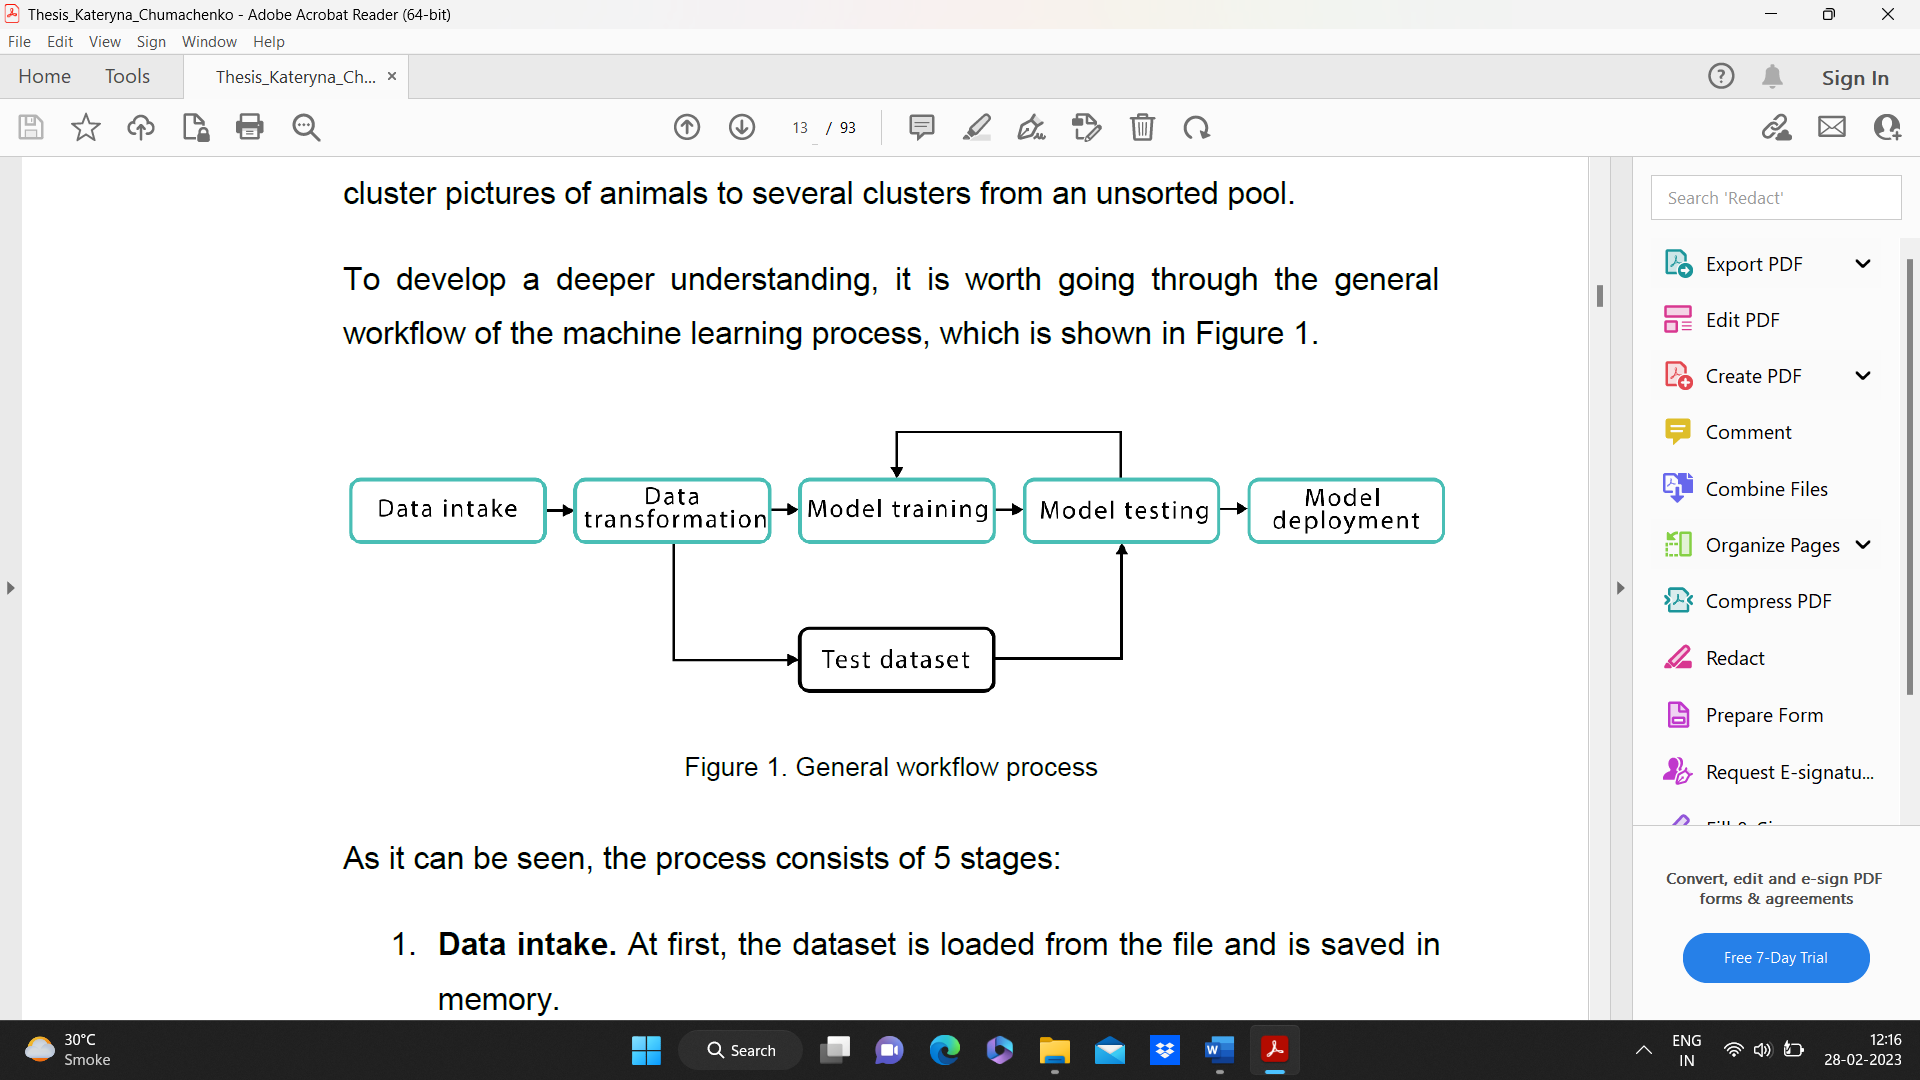 Thesis_Kateryna_Chumachenko - Adobe Acrobat Reader (64-bit)
File Edit View Sign Window Help
Home Tools Thesis_Kateryna_Ch... × Sign In
13 / 93
cluster pictures of animals to several clusters from an unsorted pool.
To develop a deeper understanding, it is worth going through the general
workflow of the machine learning process, which is shown in Figure 1.
Data intake
Data
transformation
Model training
Model testing
Model
deployment
Test dataset
Figure 1. General workflow process
As it can be seen, the process consists of 5 stages:
1. Data intake. At first, the dataset is loaded from the file and is saved in
memory.
Search 'Redact'
Export PDF
Edit PDF
Create PDF
Comment
Combine Files
Organize Pages
Compress PDF
Redact
Prepare Form
Request E-signatu...
Convert, edit and e-sign PDF
forms & agreements
Free 7-Day Trial
30°C
Smoke
Search
ENG
IN
12:16
28-02-2023